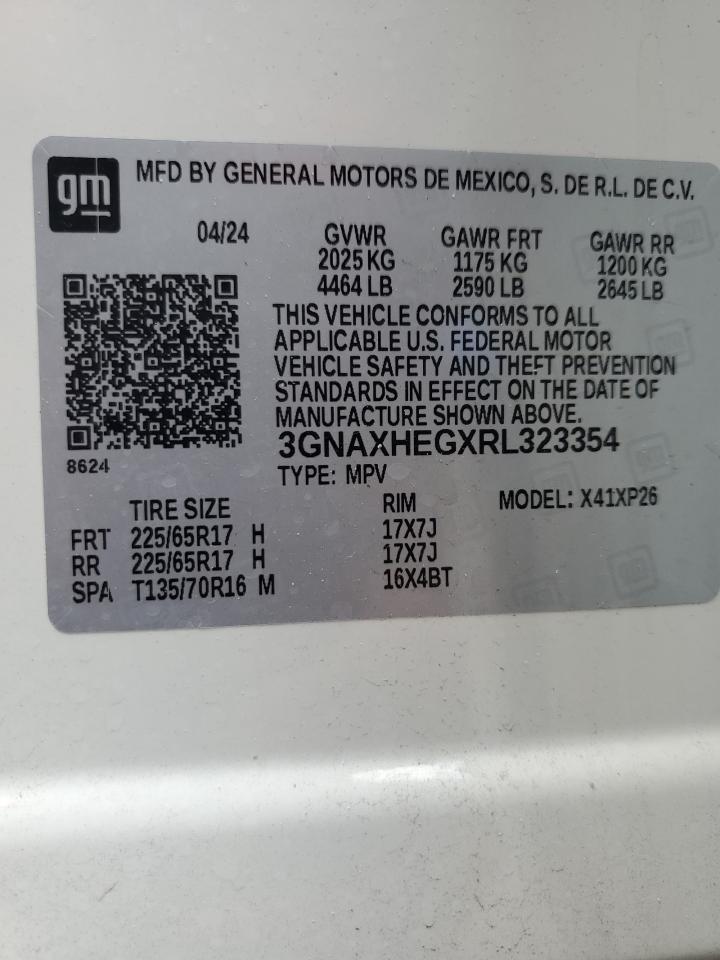 gm
MFD BY GENERAL MOTORS DE MEXICO, S. DE R.L. DE C.V.
04/24 GVWR GAWR FRT GAWR RR
2025 KG 1175 KG 1200 KG
4464 LB 2590 LB 2645 LB
THIS VEHICLE CONFORMS TO ALL
APPLICABLE U.S. FEDERAL MOTOR
VEHICLE SAFETY AND THEFT PREVENTION
STANDARDS IN EFFECT ON THE DATE OF
MANUFACTURE SHOWN ABOVE.
3GNAXHEGXRL323354
8624
TYPE: MPV
TIRE SIZE RIM MODEL: X41XP26
FRT 225/65R17 H 17X7J
RR 225/65R17 H 17X7J
SPA T135/70R16 M 16X4BT